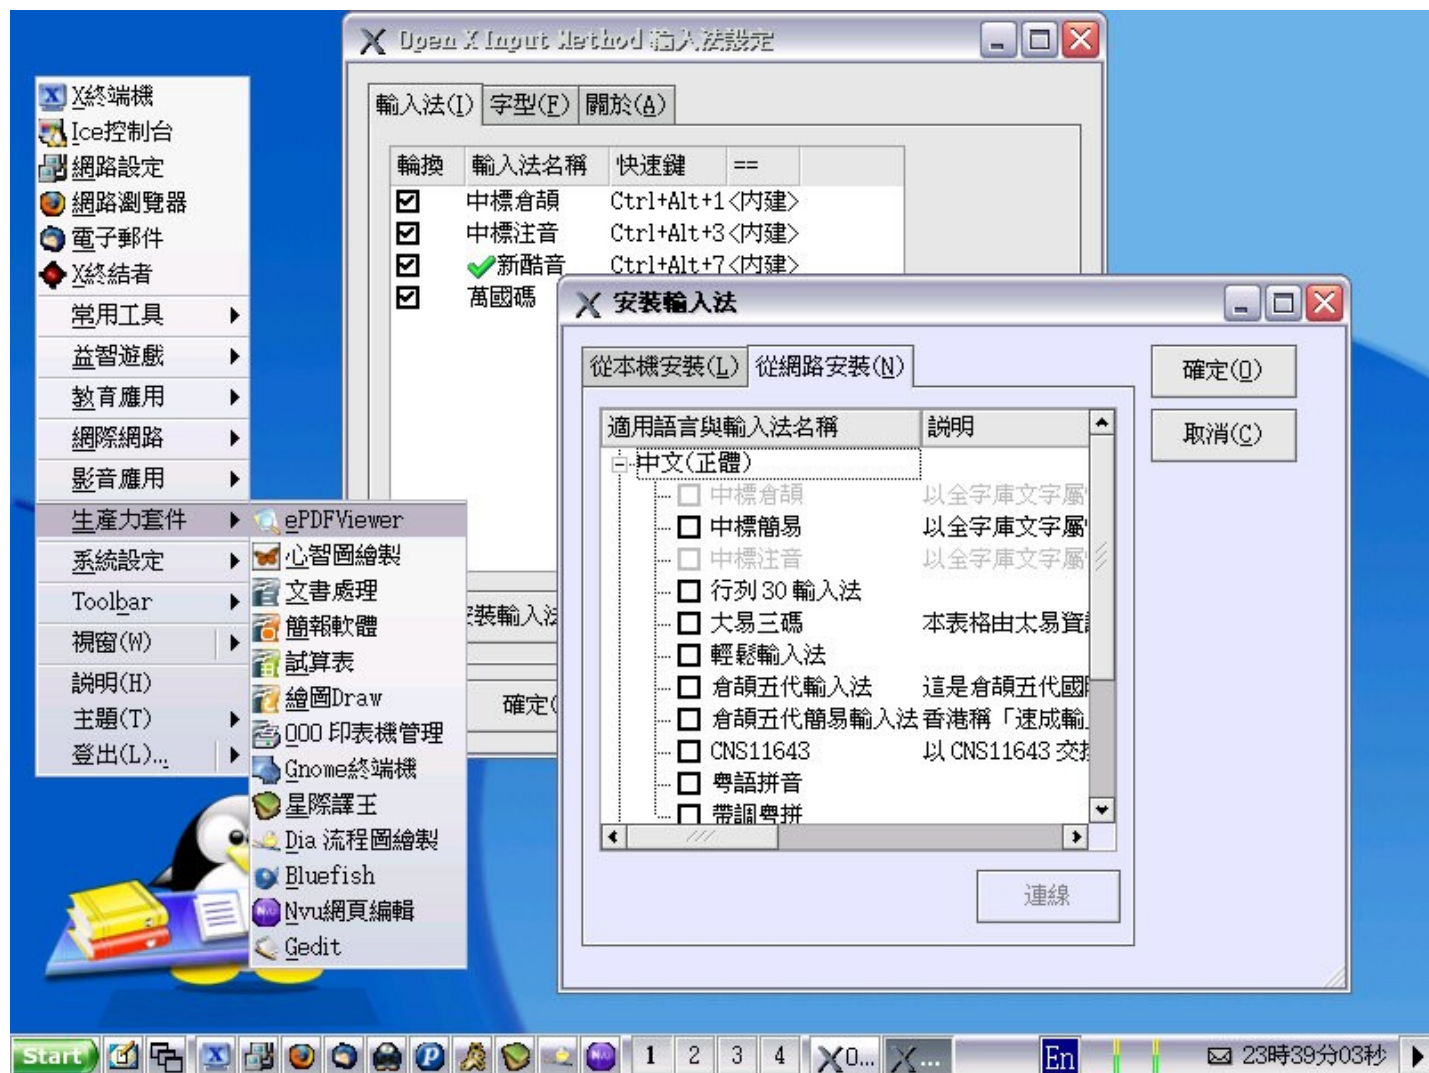 Open X Input Method 輸入法設定
輸入法(I)
字型(F)
關於(A)
輪換
輸入法名稱
快速鍵
==
中標倉頡
Ctrl+Alt+1
<內建>
中標注音
Ctrl+Alt+3
<內建>
新酷音
Ctrl+Alt+7
<內建>
萬國碼
裝輸入法
確定(
X終端機
Ice控制台
網路設定
網路瀏覽器
電子郵件
X終結者
常用工具
益智遊戲
教育應用
網際網路
影音應用
生產力套件
系統設定
Toolbar
視窗(W)
說明(H)
主題(T)
登出(L)...
ePDFViewer
心智圖繪製
文書處理
簡報軟體
試算表
繪圖Draw
OOO 印表機管理
Gnome終端機
星際譯王
Dia 流程圖繪製
Bluefish
Nvu網頁編輯
Gedit
安裝輸入法
從本機安裝(L)
從網路安裝(N)
確定(O)
取消(C)
適用語言與輸入法名稱
說明
中文(正體)
中標倉頡
以全字庫文字屬
中標簡易
以全字庫文字屬
中標注音
以全字庫文字屬
行列 30 輸入法
大易三碼
本表格由大易資
輕鬆輸入法
倉頡五代輸入法
這是倉頡五代國
倉頡五代簡易輸入法
香港稱「速成輸
CNS11643
以 CNS11643 交
粵語拼音
帶調粵拼
連線
Start
1
2
3
4
XO...
X...
En
23時39分03秒